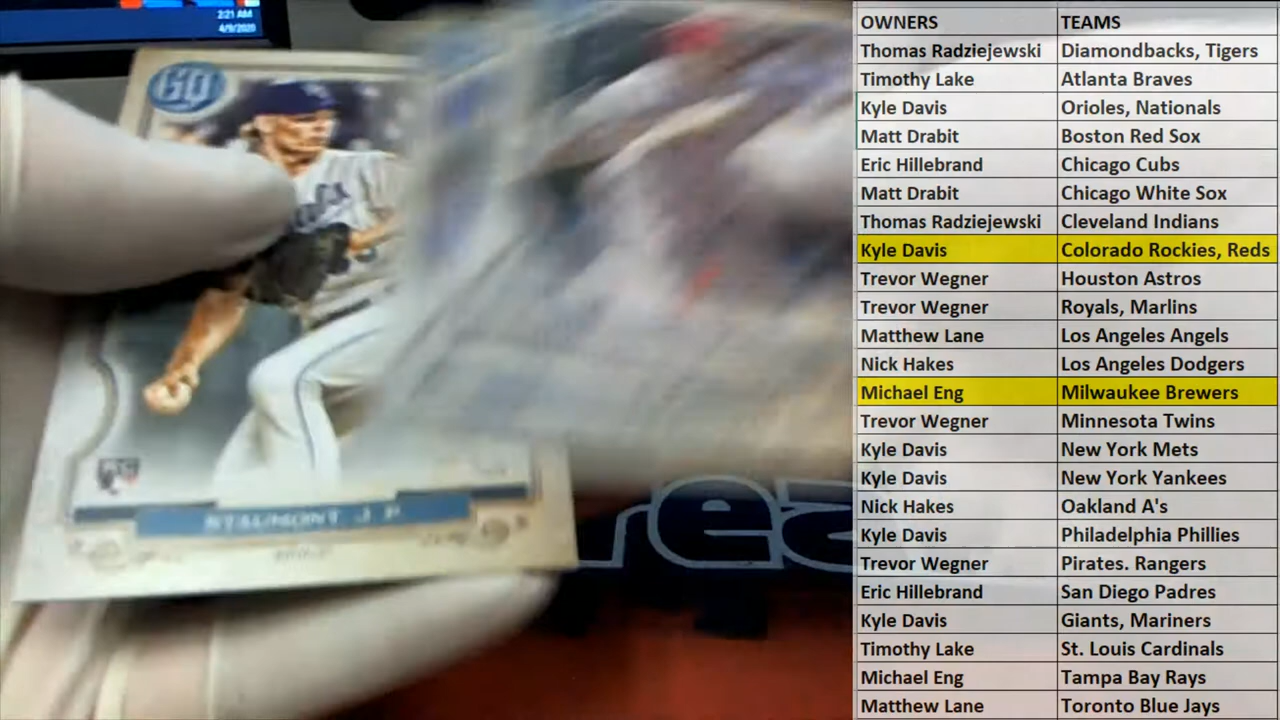 2:21 AM
4/9/2020
GQ
RC
STAUMONT J P
rea
OWNERS TEAMS
Thomas Radziejewski Diamondbacks, Tigers
Timothy Lake Atlanta Braves
Kyle Davis Orioles, Nationals
Matt Drabit Boston Red Sox
Eric Hillebrand Chicago Cubs
Matt Drabit Chicago White Sox
Thomas Radziejewski Cleveland Indians
Kyle Davis Colorado Rockies, Reds
Trevor Wegner Houston Astros
Trevor Wegner Royals, Marlins
Matthew Lane Los Angeles Angels
Nick Hakes Los Angeles Dodgers
Michael Eng Milwaukee Brewers
Trevor Wegner Minnesota Twins
Kyle Davis New York Mets
Kyle Davis New York Yankees
Nick Hakes Oakland A's
Kyle Davis Philadelphia Phillies
Trevor Wegner Pirates. Rangers
Eric Hillebrand San Diego Padres
Kyle Davis Giants, Mariners
Timothy Lake St. Louis Cardinals
Michael Eng Tampa Bay Rays
Matthew Lane Toronto Blue Jays